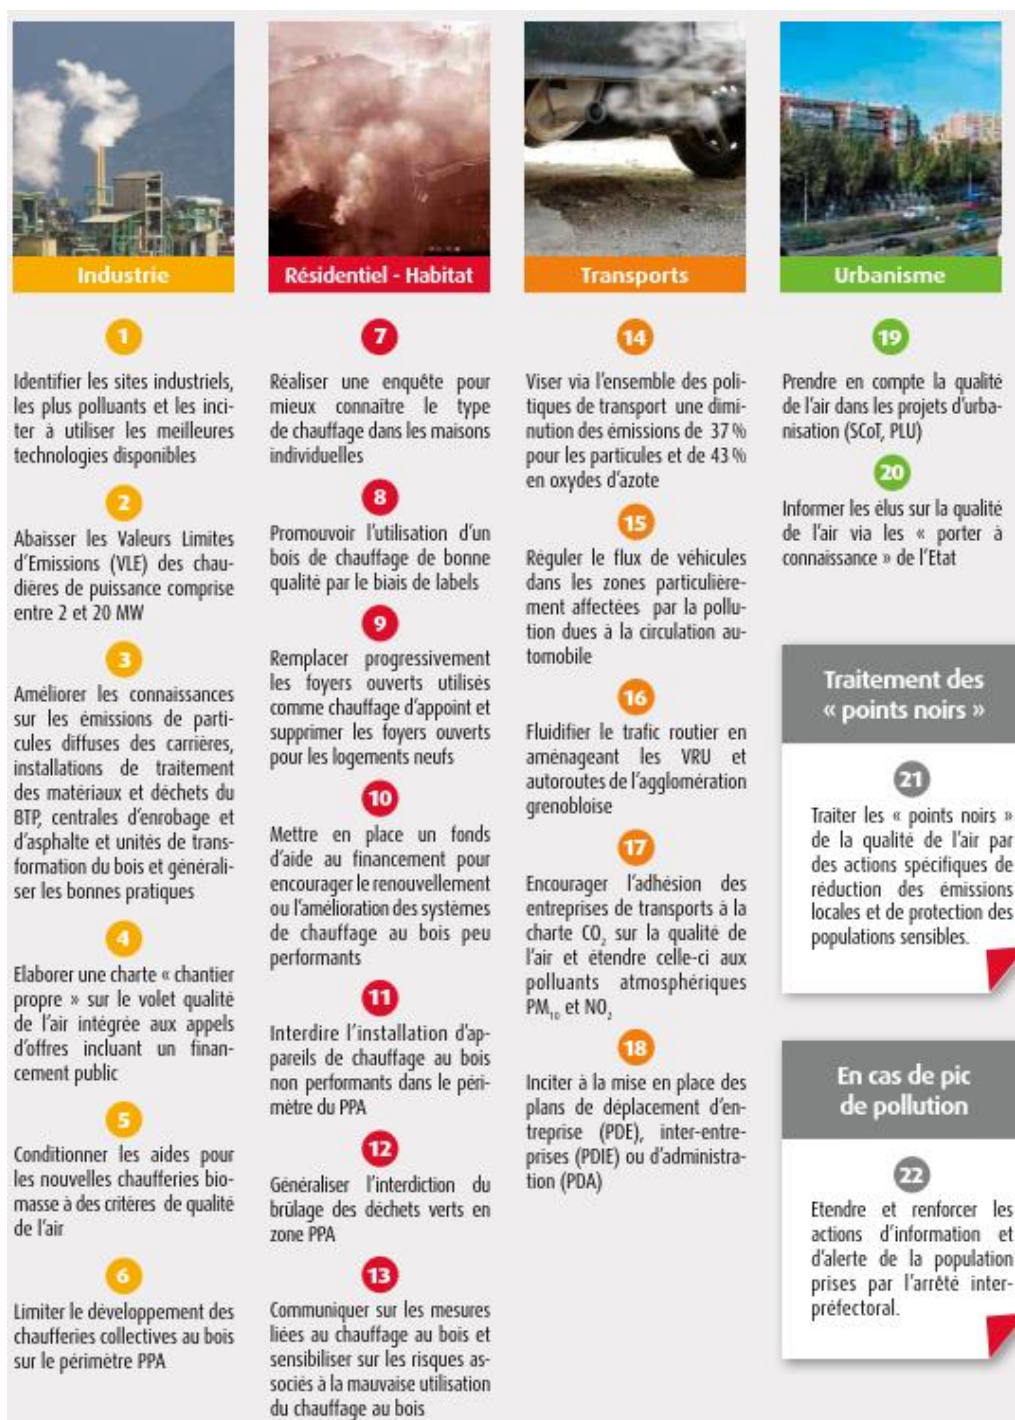 Industrie
1
Identifier les sites industriels,
les plus polluants et les inci-
ter à utiliser les meilleures
technologies disponibles
2
Abaisser les Valeurs Limites
d'Emissions (VLE) des chau-
dières de puissance comprise
entre 2 et 20 MW
3
Améliorer les connaissances
sur les émissions de parti-
cules diffuses des carrières,
installations de traitement
des matériaux et déchets du
BTP, centrales d'enrobage et
d'asphalte et unités de trans-
formation du bois et générali-
ser les bonnes pratiques
4
Elaborer une charte « chantier
propre » sur le volet qualité
de l'air intégrée aux appels
d'offres incluant un finan-
cement public
5
Conditionner les aides pour
les nouvelles chaufferies bio-
masse à des critères de qualité
de l'air
6
Limiter le développement des
chaufferies collectives au bois
sur le périmètre PPA
Résidentiel - Habitat
7
Réaliser une enquête pour
mieux connaître le type
de chauffage dans les maisons
individuelles
8
Promouvoir l'utilisation d'un
bois de chauffage de bonne
qualité par le biais de labels
9
Remplacer progressivement
les foyers ouverts utilisés
comme chauffage d'appoint et
supprimer les foyers ouverts
pour les logements neufs
10
Mettre en place un fonds
d'aide au financement pour
encourager le renouvellement
ou l'amélioration des systèmes
de chauffage au bois peu
performants
11
Interdire l'installation d'ap-
pareils de chauffage au bois
non performants dans le péri-
mètre du PPA
12
Généraliser l'interdiction du
brûlage des déchets verts en
zone PPA
13
Communiquer sur les mesures
liées au chauffage au bois et
sensibiliser sur les risques as-
sociés à la mauvaise utilisation
du chauffage au bois
Transports
14
Viser via l'ensemble des poli-
tiques de transport une dimi-
nution des émissions de 37 %
pour les particules et de 43 %
en oxydes d'azote
15
Réguler le flux de véhicules
dans les zones particulière-
ment affectées par la pollu-
tion dues à la circulation au-
tomobile
16
Fluidifier le trafic routier en
aménageant les VRU et
autoroutes de l'agglomération
grenobloise
17
Encourager l'adhésion des
entreprises de transports à la
charte CO₂ sur la qualité de
l'air et étendre celle-ci aux
polluants atmosphériques
PM₁₀ et NO₂
18
Inciter à la mise en place des
plans de déplacement d'en-
treprise (PDE), inter-entre-
prises (PDIE) ou d'administra-
tion (PDA)
Urbanisme
19
Prendre en compte la qualité
de l'air dans les projets d'urba-
nisation (SCoT, PLU)
20
Informer les élus sur la qualité
de l'air via les « porter à
connaissance » de l'Etat
Traitement des
« points noirs »
21
Traiter les « points noirs »
de la qualité de l'air par
des actions spécifiques de
réduction des émissions
locales et de protection des
populations sensibles.
En cas de pic
de pollution
22
Etendre et renforcer les
actions d'information et
d'alerte de la population
prises par l'arrêté inter-
préfectoral.